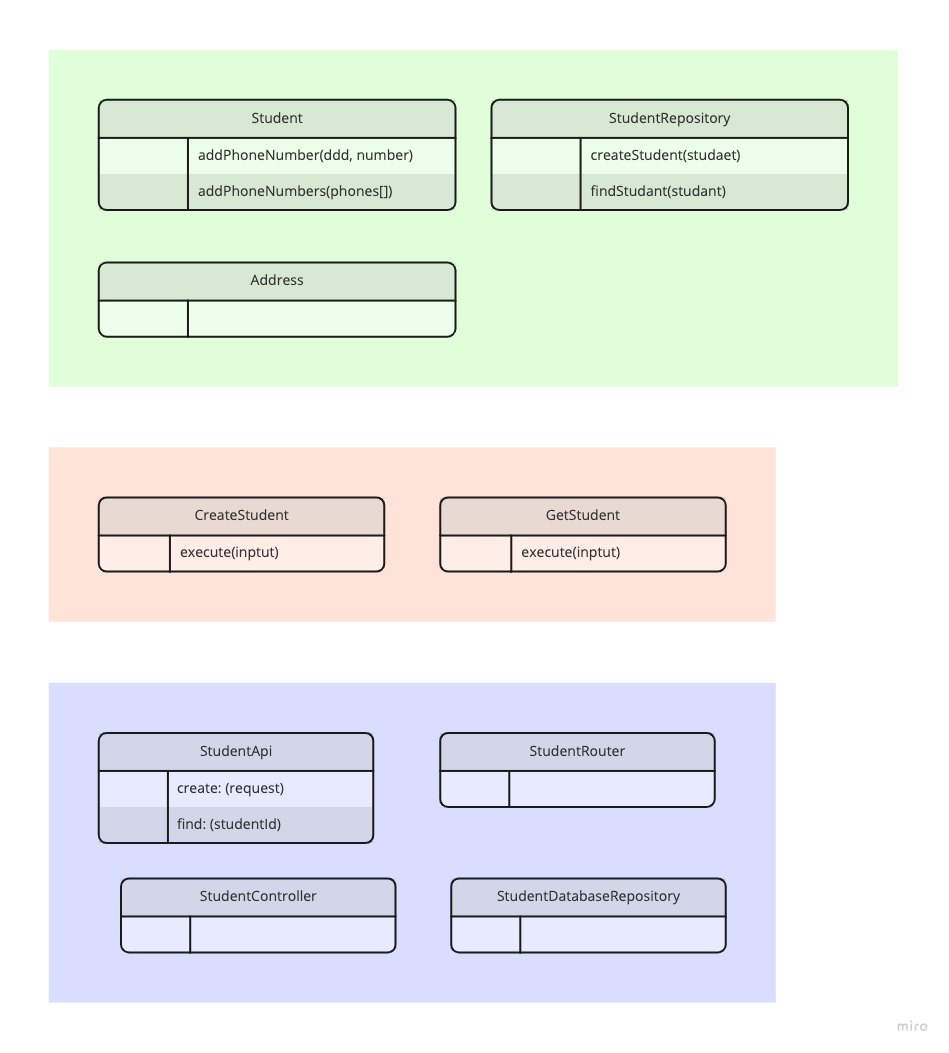 Student
addPhoneNumber(ddd, number)
addPhoneNumbers(phones[])
StudentRepository
createStudent(studaet)
findStudant(studant)
Address
CreateStudent
execute(inptut)
GetStudent
execute(inptut)
StudentApi
create: (request)
find: (studentId)
StudentRouter
StudentController
StudentDatabaseRepository
miro